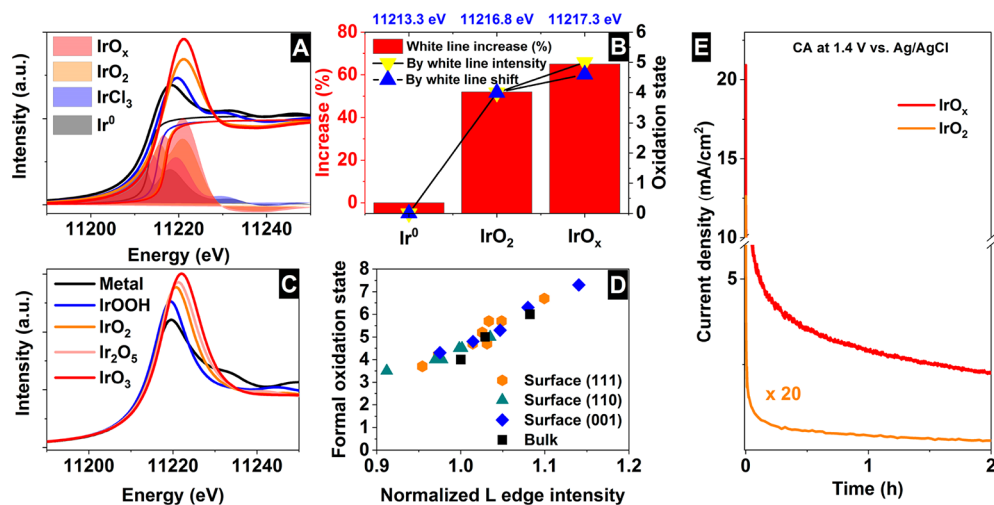 A
IrOₓ
IrO₂
IrCl₃
Ir⁰
Intensity (a.u.)
11200
11220
11240
Energy (eV)
11213.3 eV
11216.8 eV
11217.3 eV
B
White line increase (%)
By white line intensity
By white line shift
Increase (%)
80
60
40
20
0
Oxidation state
6
5
4
3
2
1
0
Ir⁰
IrO₂
IrOₓ
C
Metal
IrOOH
IrO₂
Ir₂O₅
IrO₃
Intensity (a.u.)
11200
11220
11240
Energy (eV)
D
Formal oxidation state
8
7
6
5
4
3
2
1
0
Surface (111)
Surface (110)
Surface (001)
Bulk
0.9
1.0
1.1
1.2
Normalized L edge intensity
E
CA at 1.4 V vs. Ag/AgCl
IrOₓ
IrO₂
Current density (mA/cm²)
20
15
10
5
x 20
0
1
2
Time (h)